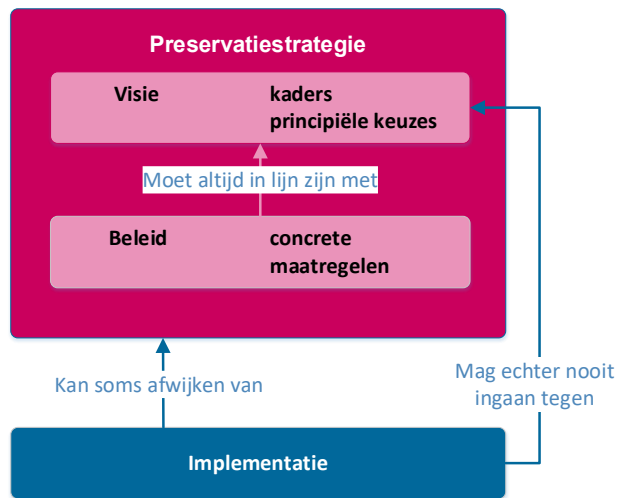 Preservatiestrategie
Visie kaders
principiële keuzes
Moet altijd in lijn zijn met
Beleid concrete
maatregelen
Kan soms afwijken van
Mag echter nooit
ingaan tegen
Implementatie